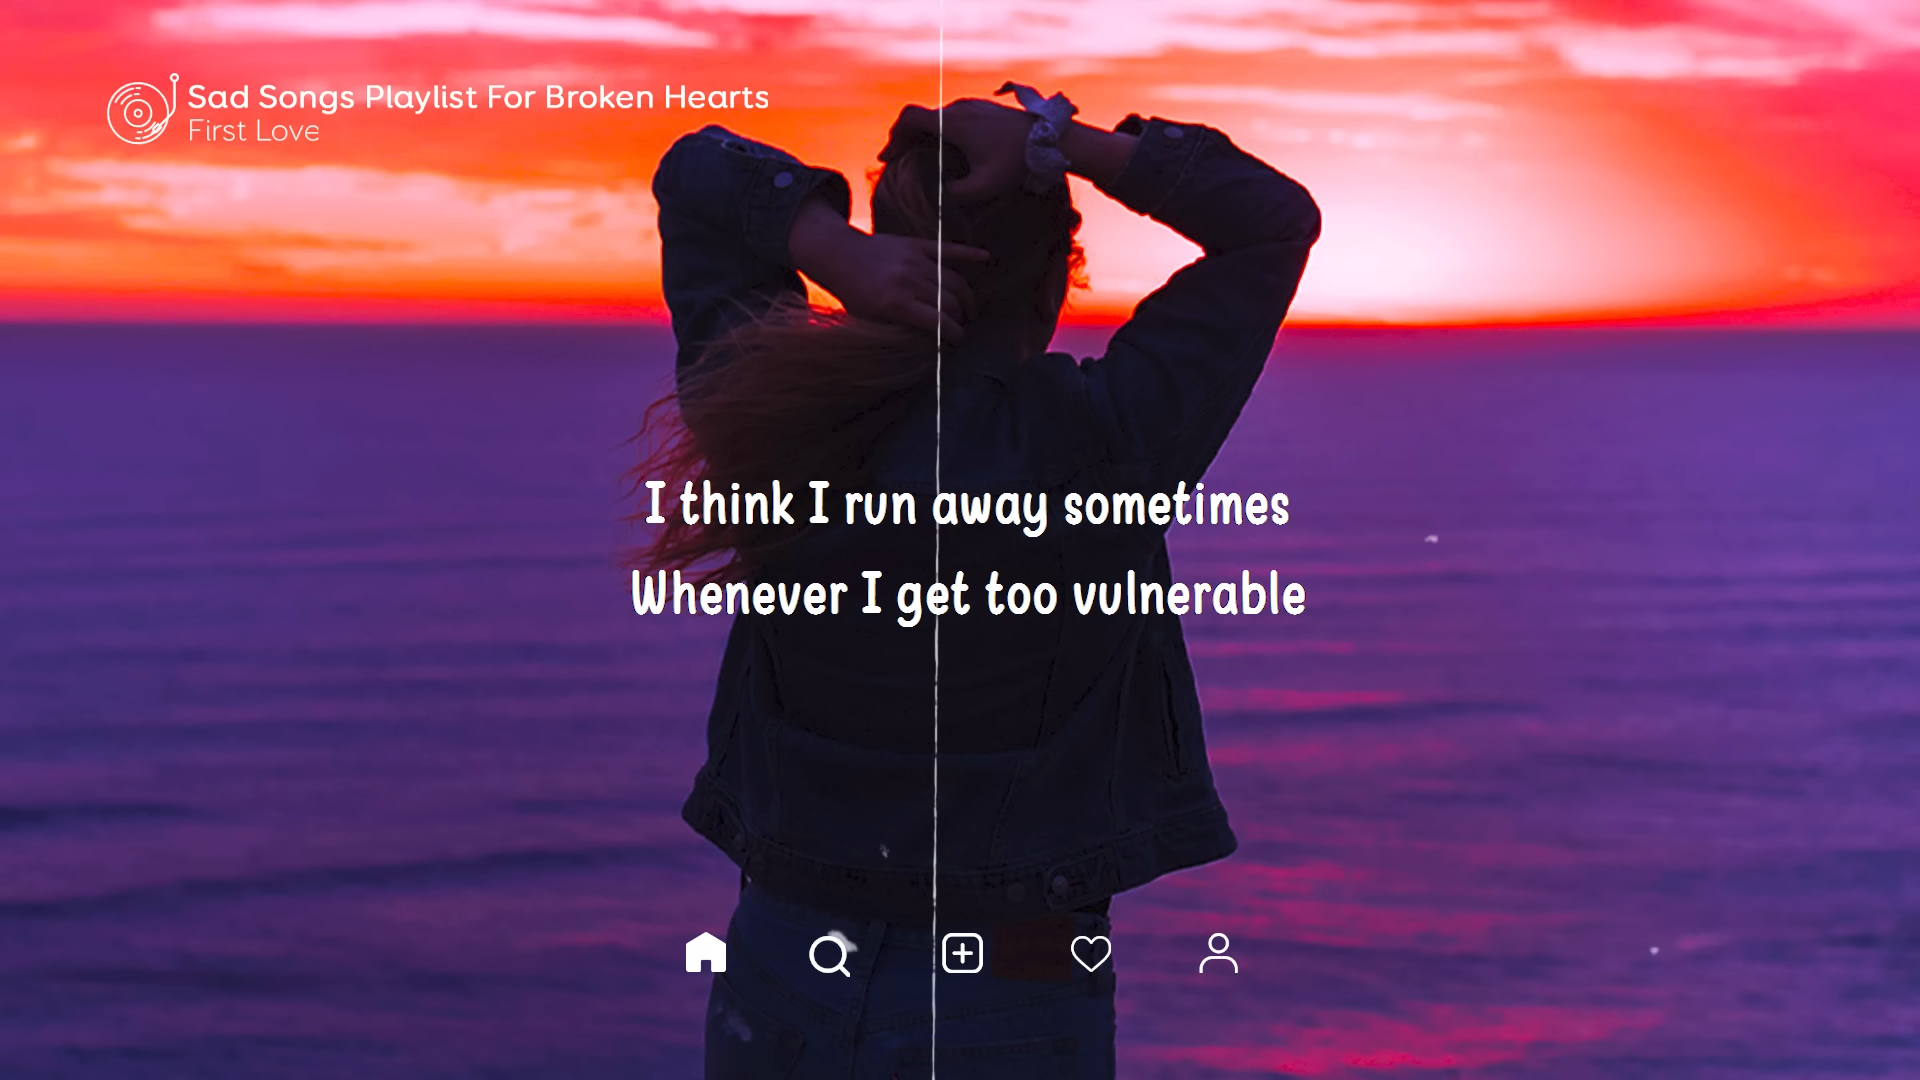 Sad Songs Playlist For Broken Hearts
First Love
I think I run away sometimes
Whenever I get too vulnerable